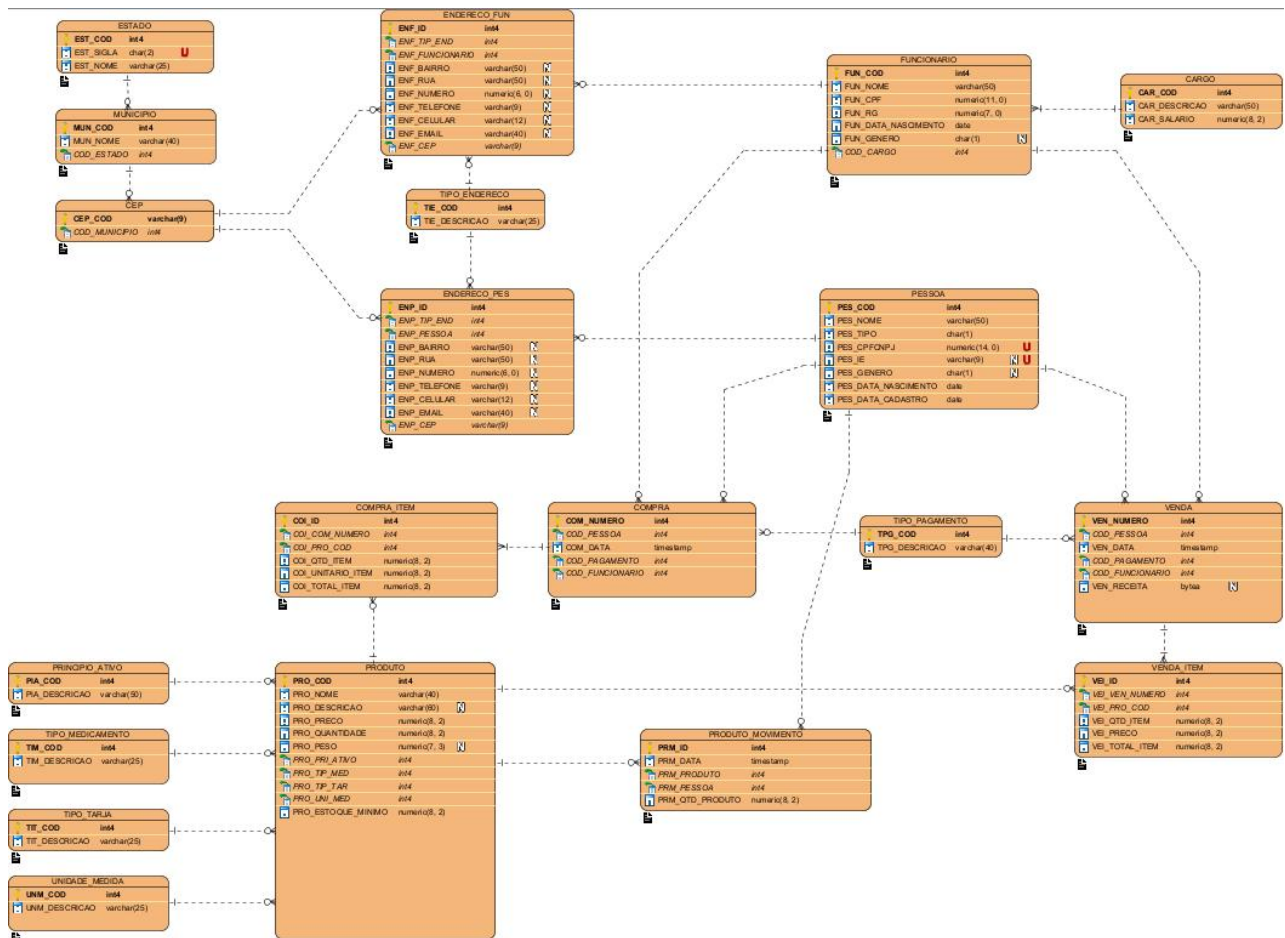 ESTADO
EST_COD int4
EST_SIGLA char(2) U
EST_NOME varchar(25)
MUNICIPIO
MUN_COD int4
MUN_NOME varchar(40)
COD_ESTADO int4
CEP
CEP_COD varchar(9)
COD_MUNICIPIO int4
ENDERECO_FUN
ENF_ID int4
ENF_TIP_END int4
ENF_FUNCIONARIO int4
ENF_BAIRRO varchar(50) N
ENF_RUA varchar(50) N
ENF_NUMERO numeric(6, 0) N
ENF_TELEFONE varchar(9) N
ENF_CELULAR varchar(12) N
ENF_EMAIL varchar(40) N
ENF_CEP varchar(9)
TIPO_ENDERECO
TIE_COD int4
TIE_DESCRICAO varchar(25)
ENDERECO_PES
ENP_ID int4
ENP_TIP_END int4
ENP_PESSOA int4
ENP_BAIRRO varchar(50) N
ENP_RUA varchar(50) N
ENP_NUMERO numeric(6, 0) N
ENP_TELEFONE varchar(9) N
ENP_CELULAR varchar(12) N
ENP_EMAIL varchar(40) N
ENP_CEP varchar(9)
FUNCIONARIO
FUN_COD int4
FUN_NOME varchar(50)
FUN_CPF numeric(11, 0)
FUN_RG numeric(7, 0)
FUN_DATA_NASCIMENTO date
FUN_GENERO char(1) N
COD_CARGO int4
CARGO
CAR_COD int4
CAR_DESCRICAO varchar(50)
CAR_SALARIO numeric(8, 2)
PESSOA
PES_COD int4
PES_NOME varchar(50)
PES_TIPO char(1)
PES_CPFCNPJ numeric(14, 0) U
PES_IE varchar(9) N U
PES_GENERO char(1) N
PES_DATA_NASCIMENTO date
PES_DATA_CADASTRO date
COMPRA_ITEM
COI_ID int4
COI_COM_NUMERO int4
COI_PRO_COD int4
COI_QTD_ITEM numeric(8, 2)
COI_UNITARIO_ITEM numeric(8, 2)
COI_TOTAL_ITEM numeric(8, 2)
COMPRA
COM_NUMERO int4
COD_PESSOA int4
COM_DATA timestamp
COD_PAGAMENTO int4
COD_FUNCIONARIO int4
TIPO_PAGAMENTO
TPG_COD int4
TPG_DESCRICAO varchar(40)
VENDA
VEN_NUMERO int4
COD_PESSOA int4
VEN_DATA timestamp
COD_PAGAMENTO int4
COD_FUNCIONARIO int4
VEN_RECEITA bytea N
PRINCIPIO_ATIVO
PIA_COD int4
PIA_DESCRICAO varchar(50)
TIPO_MEDICAMENTO
TIM_COD int4
TIM_DESCRICAO varchar(25)
TIPO_TARJA
TIT_COD int4
TIT_DESCRICAO varchar(25)
UNIDADE_MEDIDA
UNM_COD int4
UNM_DESCRICAO varchar(25)
PRODUTO
PRO_COD int4
PRO_NOME varchar(40)
PRO_DESCRICAO varchar(60) N
PRO_PRECO numeric(8, 2)
PRO_QUANTIDADE numeric(8, 2)
PRO_PESO numeric(7, 3) N
PRO_PRI_ATIVO int4
PRO_TIP_MED int4
PRO_TIP_TAR int4
PRO_UNI_MED int4
PRO_ESTOQUE_MINIMO numeric(8, 2)
PRODUTO_MOVIMENTO
PRM_ID int4
PRM_DATA timestamp
PRM_PRODUTO int4
PRM_PESSOA int4
PRM_QTD_PRODUTO numeric(8, 2)
VENDA_ITEM
VEI_ID int4
VEI_VEN_NUMERO int4
VEI_PRO_COD int4
VEI_QTD_ITEM numeric(8, 2)
VEI_PRECO numeric(8, 2)
VEI_TOTAL_ITEM numeric(8, 2)